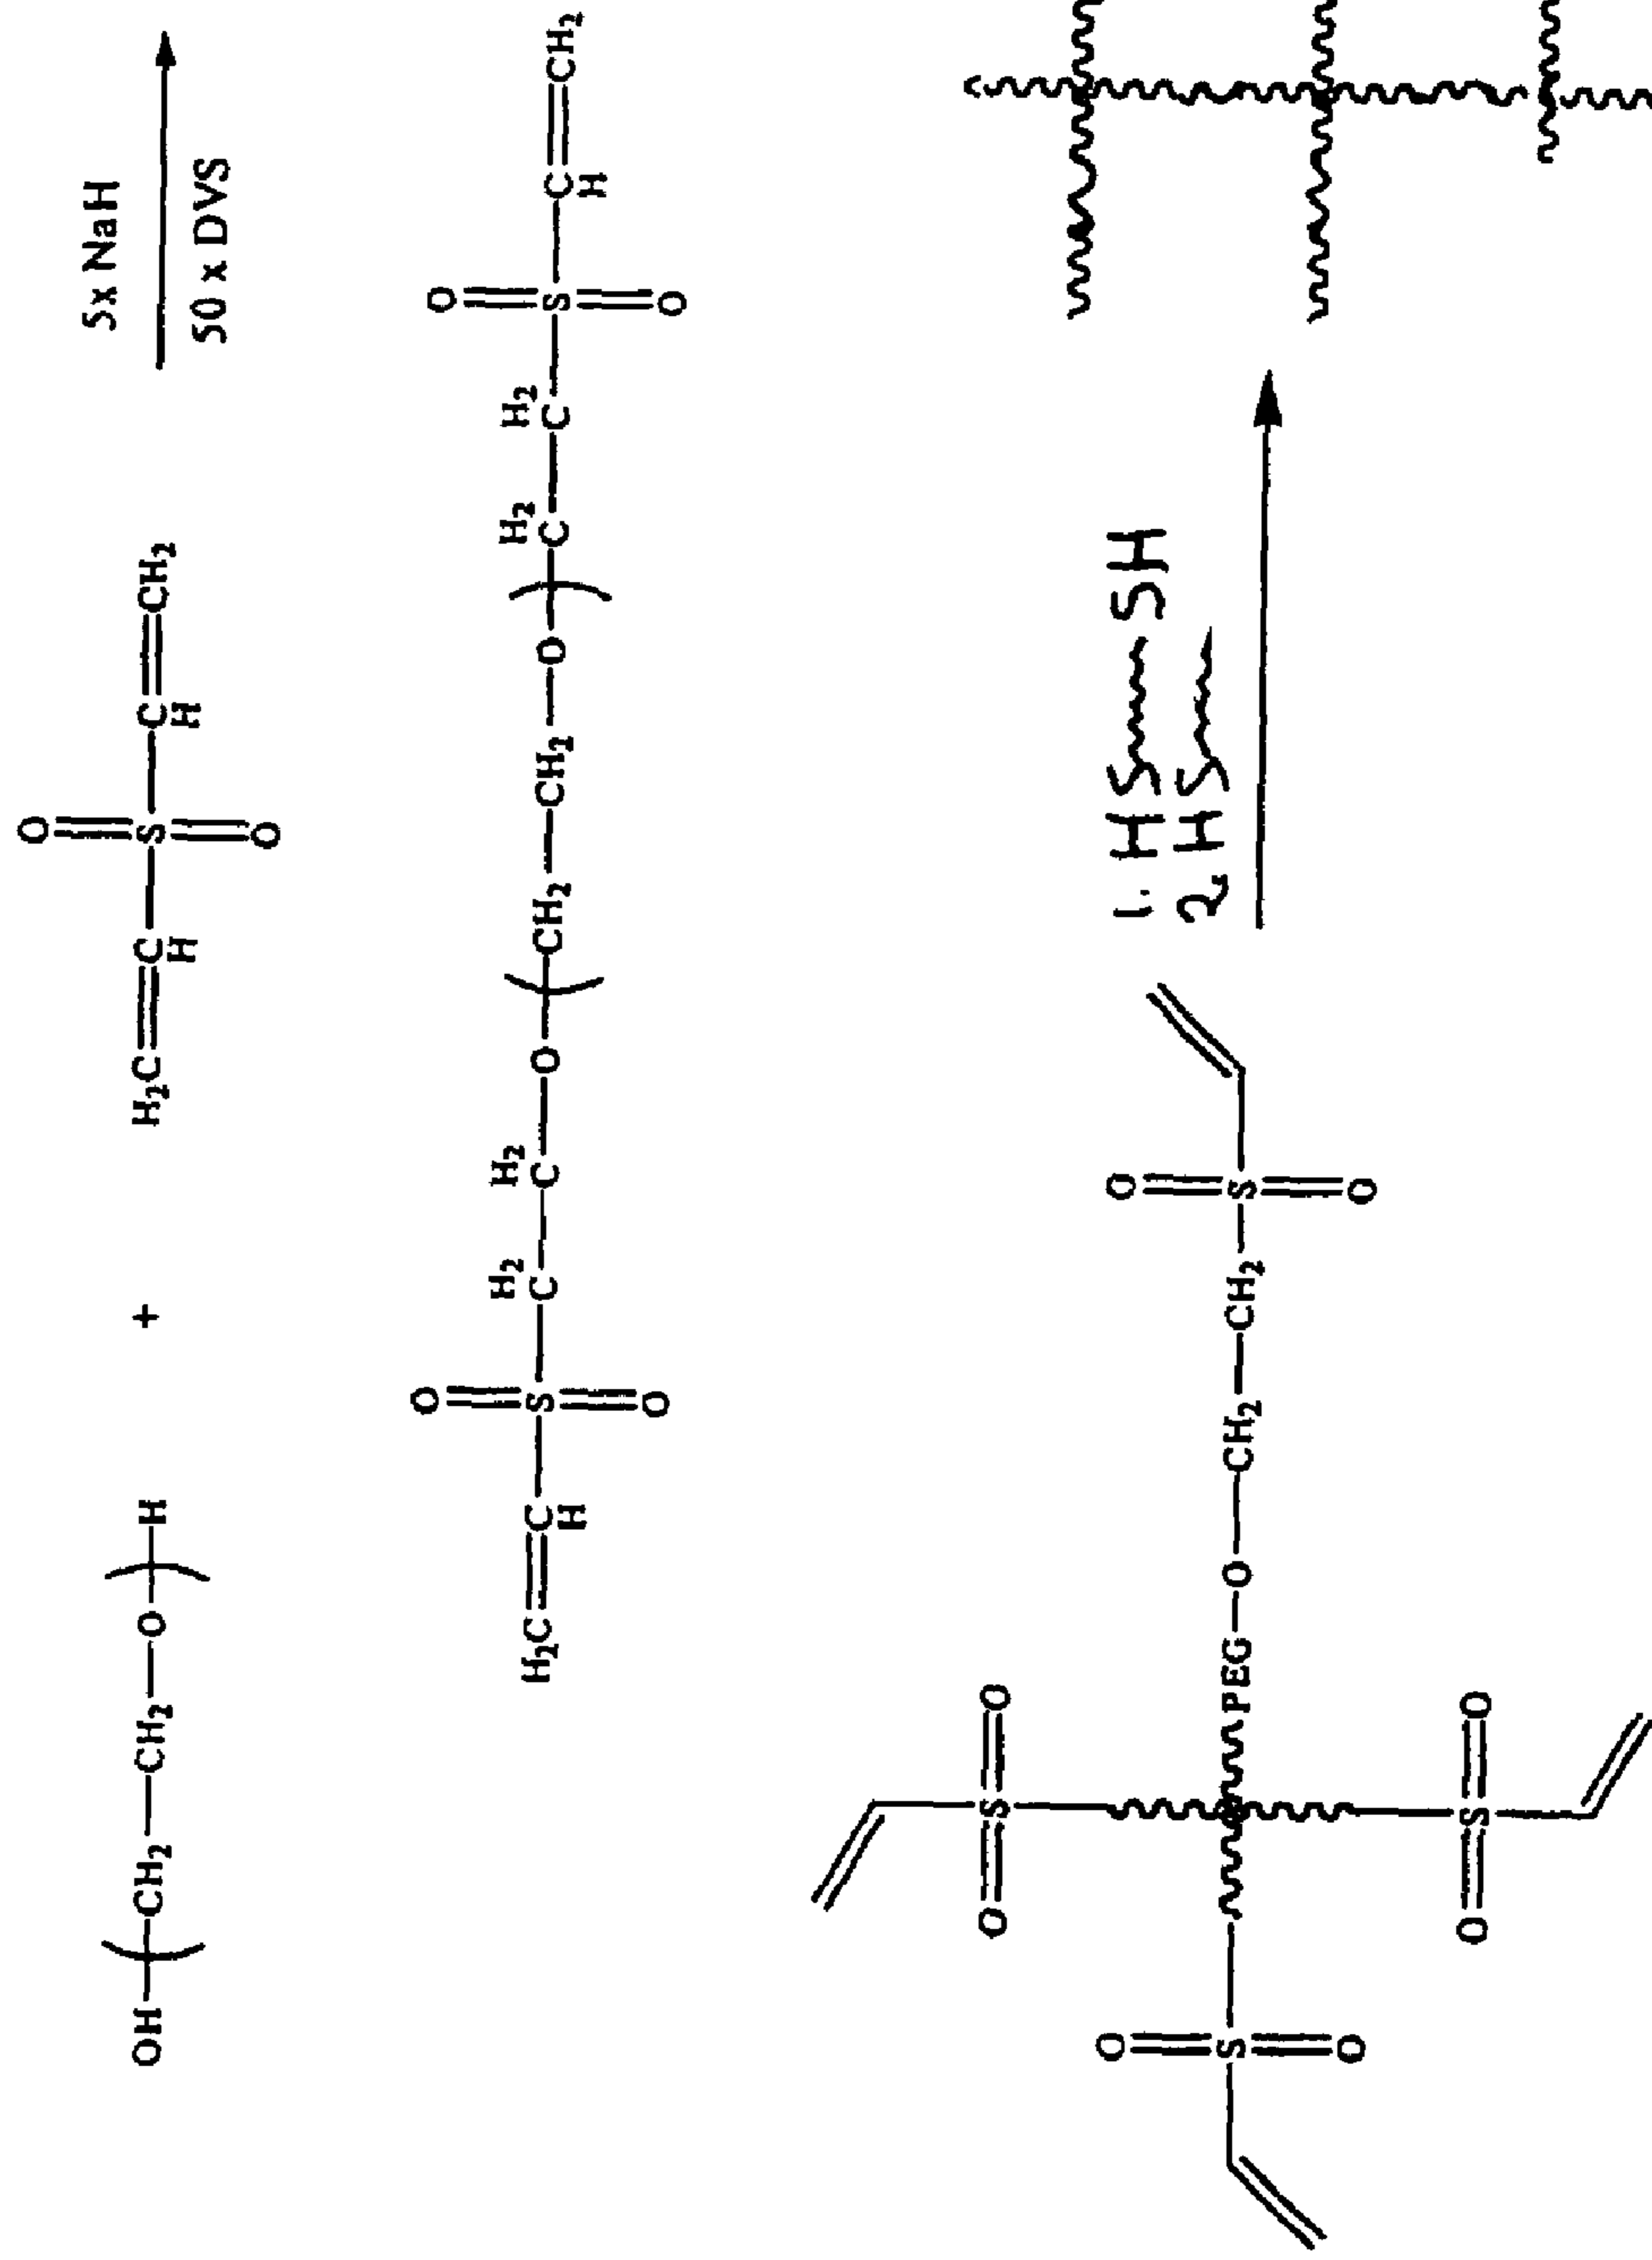 O
5x NaH
OH CH₂ CH₂ O H + H₂C C S C CH₂
H H 50 x DVS
O
O O
H₂ H₂ H₂ H₂
H₂C C S C C O CH₂ CH₂ O C C S C CH₂
H H
O O
O S O
O O 1. HS SH
2. HS
S PEG O CH₂ CH₂ S
O O
O S O